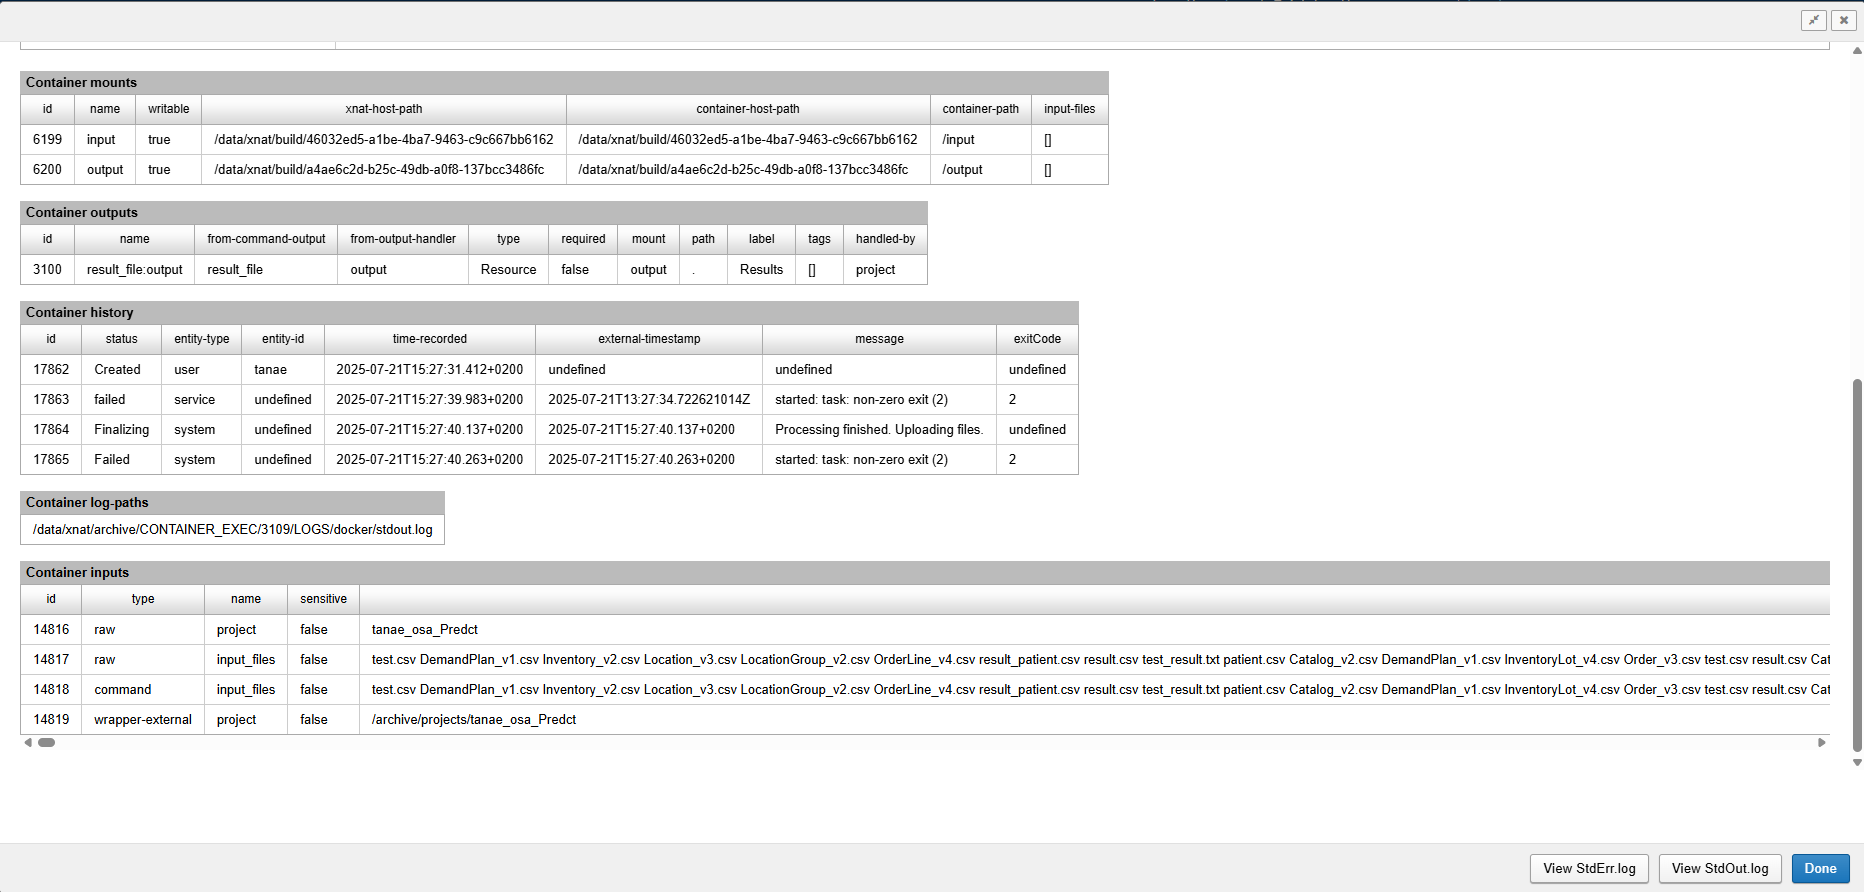 Container mounts
id name writable xnat-host-path container-host-path container-path input-files
6199 input true /data/xnat/build/46032ed5-a1be-4ba7-9463-c9c667bb6162 /data/xnat/build/46032ed5-a1be-4ba7-9463-c9c667bb6162 /input []
6200 output true /data/xnat/build/a4ae6c2d-b25c-49db-a0f8-137bcc3486fc /data/xnat/build/a4ae6c2d-b25c-49db-a0f8-137bcc3486fc /output []
Container outputs
id name from-command-output from-output-handler type required mount path label tags handled-by
3100 result_file:output result_file output Resource false output . Results [] project
Container history
id status entity-type entity-id time-recorded external-timestamp message exitCode
17862 Created user tanae 2025-07-21T15:27:31.412+0200 undefined undefined undefined
17863 failed service undefined 2025-07-21T15:27:39.983+0200 2025-07-21T13:27:34.722621014Z started: task: non-zero exit (2) 2
17864 Finalizing system undefined 2025-07-21T15:27:40.137+0200 2025-07-21T15:27:40.137+0200 Processing finished. Uploading files. undefined
17865 Failed system undefined 2025-07-21T15:27:40.263+0200 2025-07-21T15:27:40.263+0200 started: task: non-zero exit (2) 2
Container log-paths
/data/xnat/archive/CONTAINER_EXEC/3109/LOGS/docker/stdout.log
Container inputs
id type name sensitive
14816 raw project false tanae_osa_Predct
14817 raw input_files false test.csv DemandPlan_v1.csv Inventory_v2.csv Location_v3.csv LocationGroup_v2.csv OrderLine_v4.csv result_patient.csv result.csv test_result.txt patient.csv Catalog_v2.csv DemandPlan_v1.csv InventoryLot_v4.csv Order_v3.csv test.csv result.csv Cat
14818 command input_files false test.csv DemandPlan_v1.csv Inventory_v2.csv Location_v3.csv LocationGroup_v2.csv OrderLine_v4.csv result_patient.csv result.csv test_result.txt patient.csv Catalog_v2.csv DemandPlan_v1.csv InventoryLot_v4.csv Order_v3.csv test.csv result.csv Cat
14819 wrapper-external project false /archive/projects/tanae_osa_Predct
View StdErr.log View StdOut.log Done